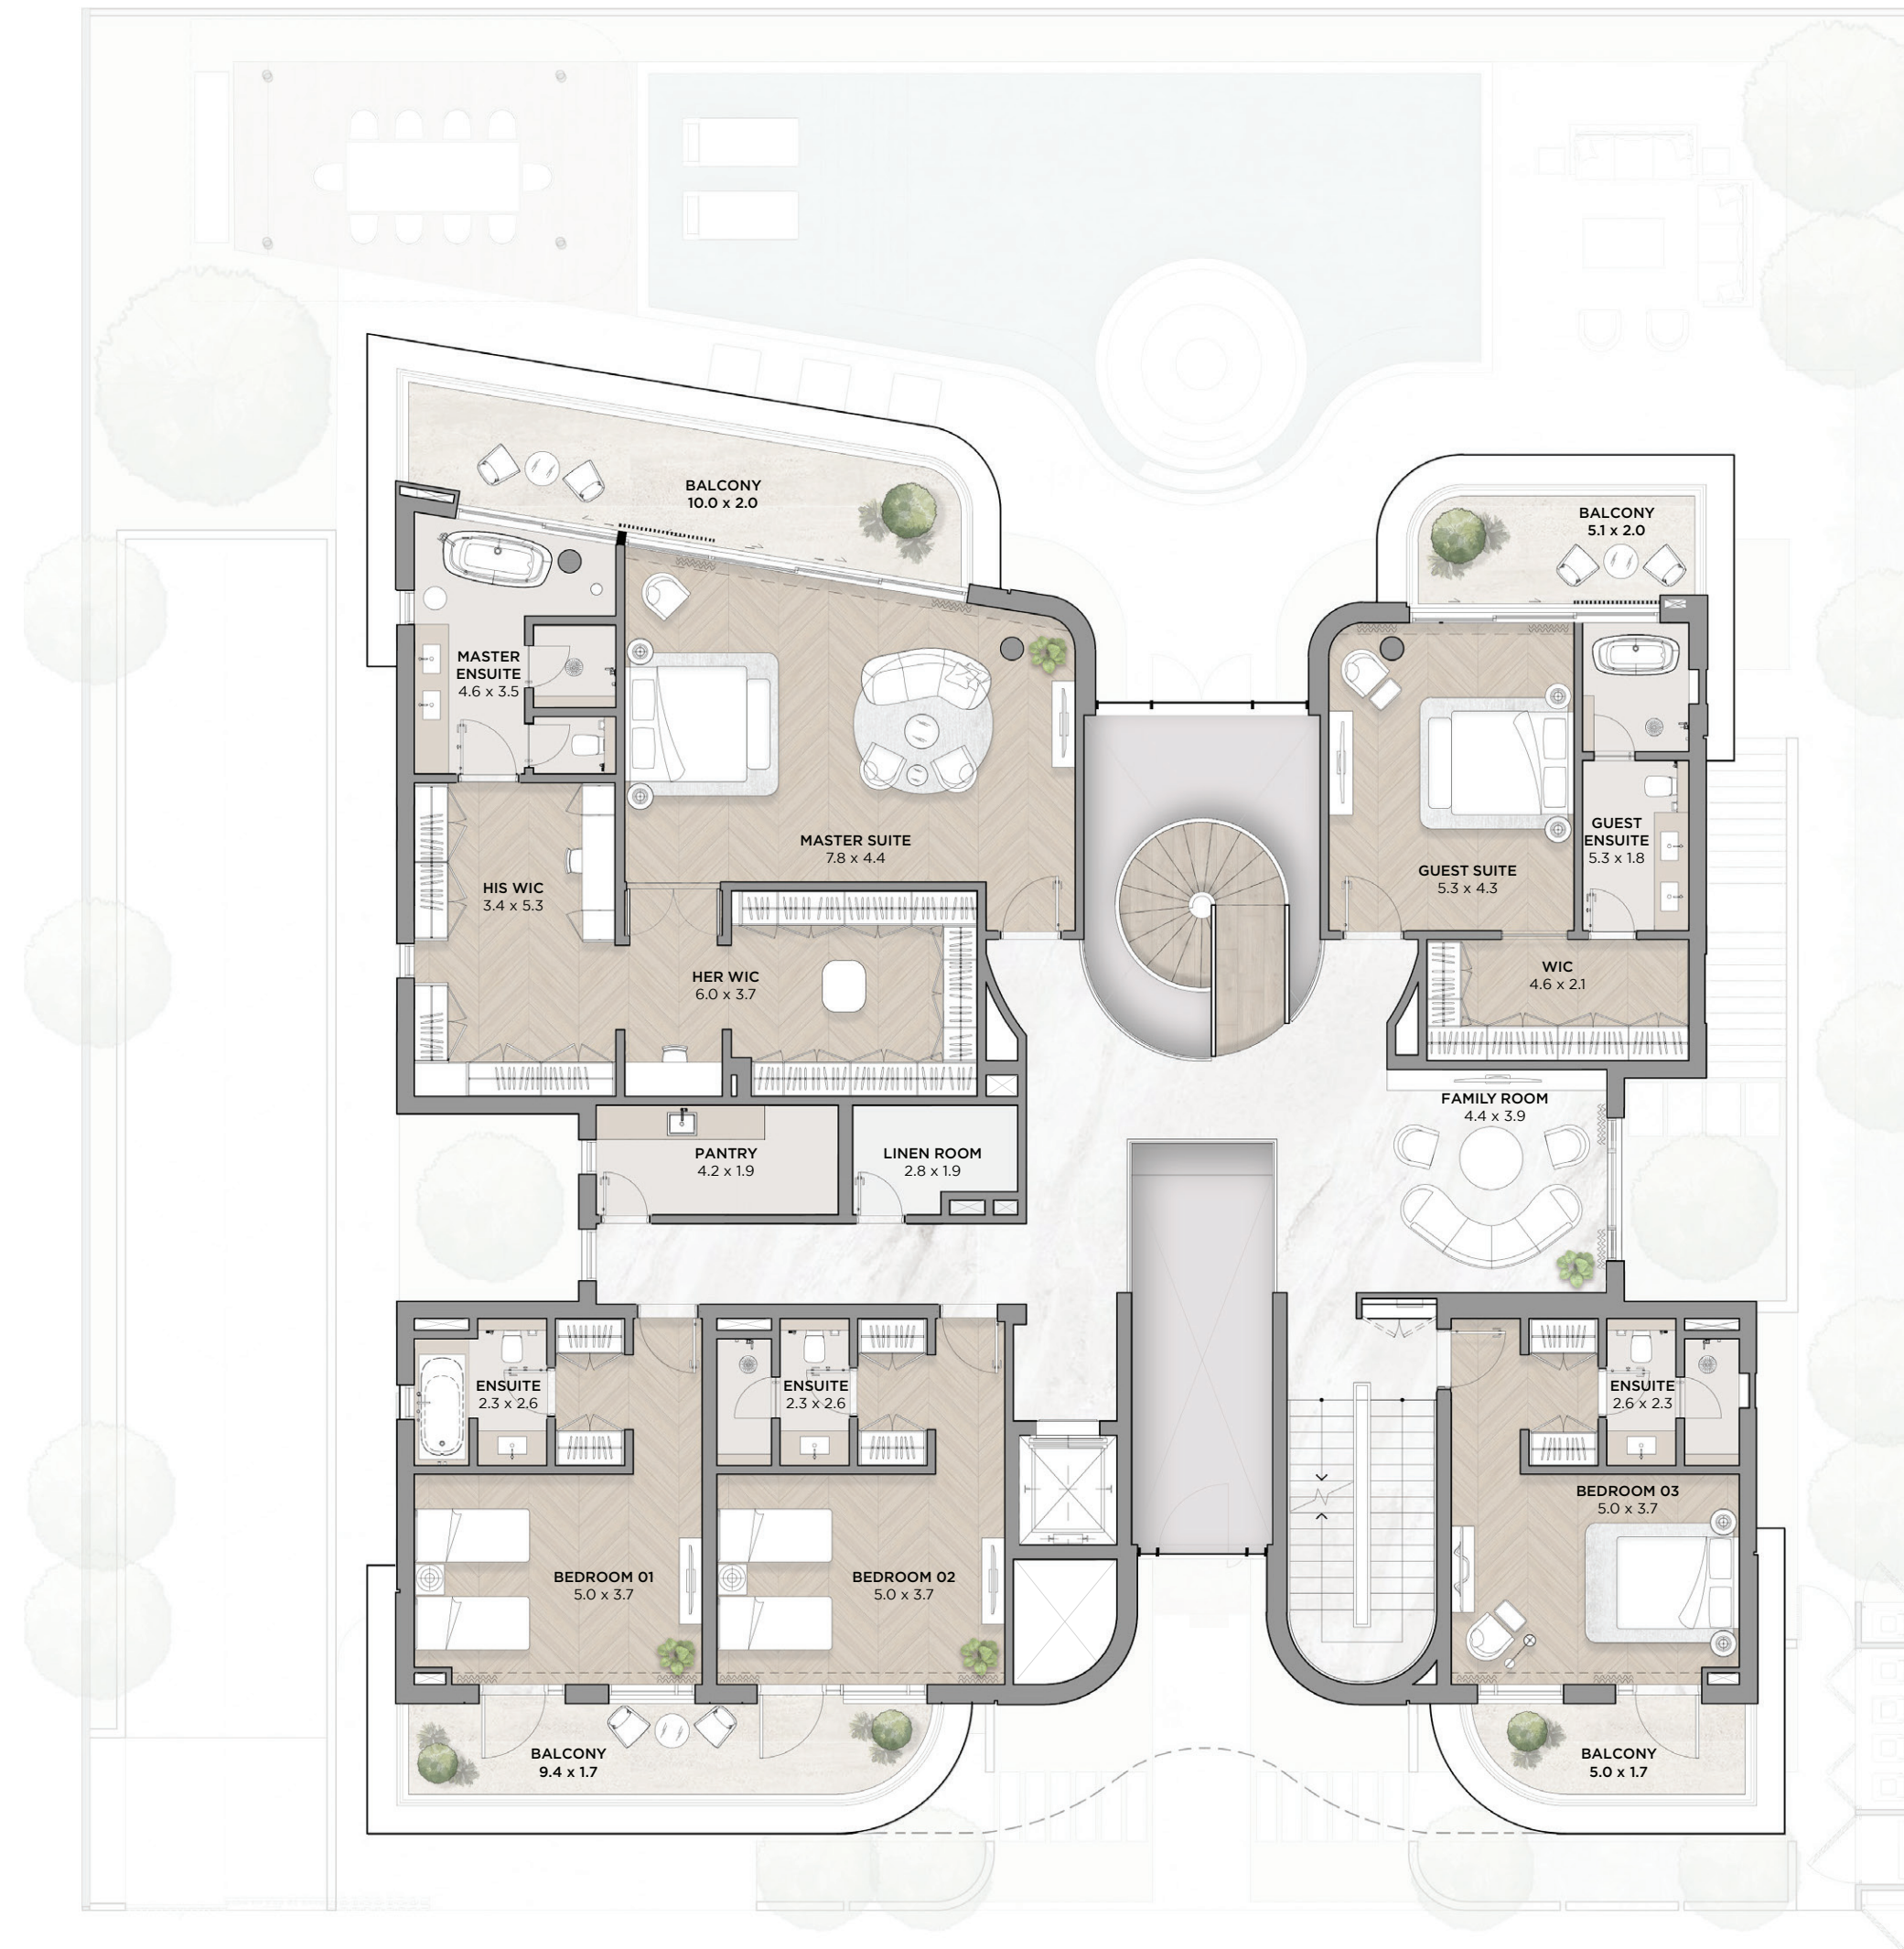 BALCONY
10.0 x 2.0
BALCONY
5.1 x 2.0
MASTER
ENSUITE
4.6 x 3.5
MASTER SUITE
7.8 x 4.4
GUEST
ENSUITE
5.3 x 1.8
GUEST SUITE
5.3 x 4.3
HIS WIC
3.4 x 5.3
HER WIC
6.0 x 3.7
WIC
4.6 x 2.1
FAMILY ROOM
4.4 x 3.9
PANTRY
4.2 x 1.9
LINEN ROOM
2.8 x 1.9
ENSUITE
2.3 x 2.6
ENSUITE
2.3 x 2.6
ENSUITE
2.6 x 2.3
BEDROOM 03
5.0 x 3.7
BEDROOM 01
5.0 x 3.7
BEDROOM 02
5.0 x 3.7
BALCONY
9.4 x 1.7
BALCONY
5.0 x 1.7